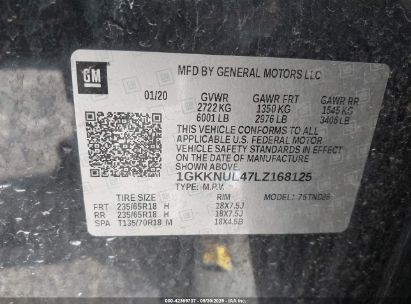 GM
MFD BY GENERAL MOTORS LLC
01/20 GVWR GAWR FRT GAWR RR
2722 KG 1350 KG 1545 KG
6001 LB 2976 LB 3406 LB
THIS VEHICLE CONFORMS TO ALL
APPLICABLE U.S. FEDERAL MOTOR
VEHICLE SAFETY STANDARDS IN EFFECT ON
THE DATE OF MANUFACTURE
SHOWN ABOVE.
1GKKNUL47LZ168125
TYPE: M.P.V. MODEL:
TIRE SIZE RIM
FRT 235/65R18 H 18X7.5J
RR 235/65R18 H 18X7.5J
SPA T135/70R18 M 18X4.5B